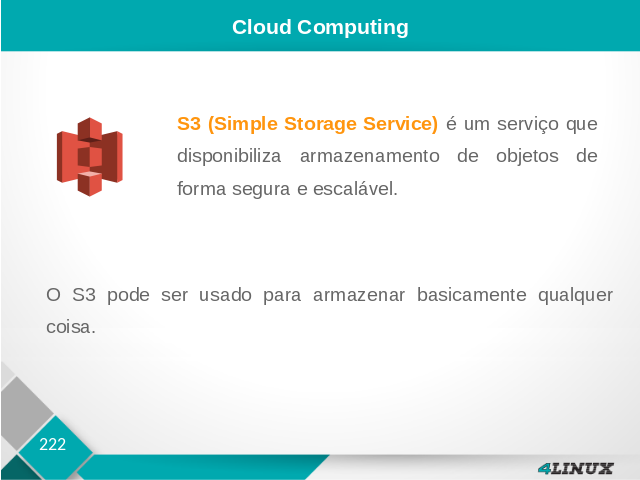 Cloud Computing
S3 (Simple Storage Service) é um serviço que
disponibiliza armazenamento de objetos de
forma segura e escalável.
O S3 pode ser usado para armazenar basicamente qualquer
coisa.
222
4LINUX